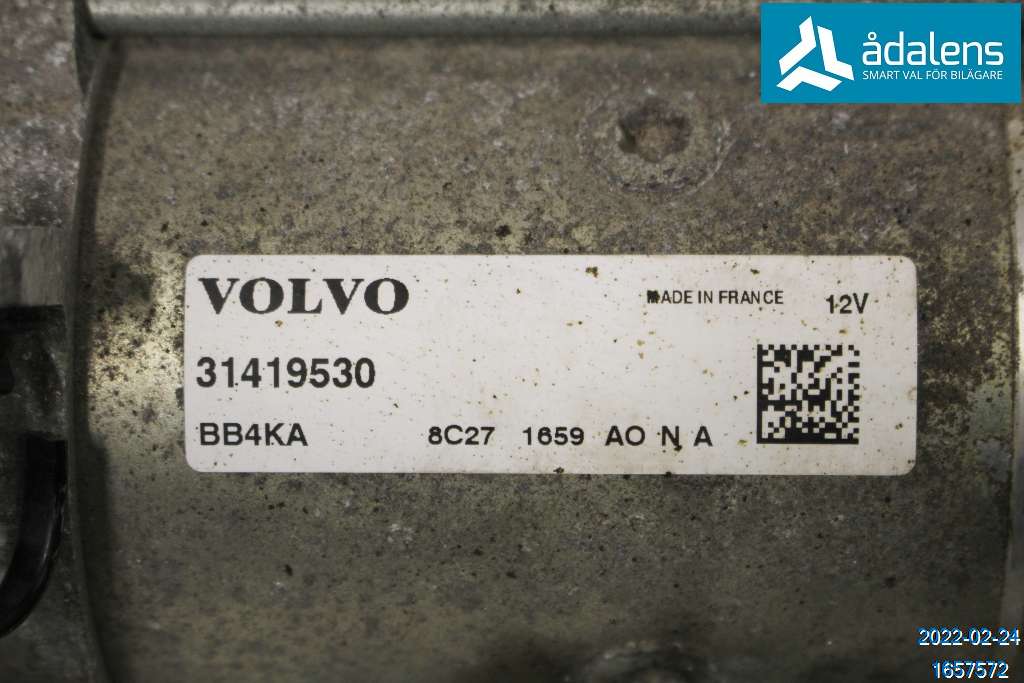 ådalens
SMART VAL FÖR BILÄGARE
VOLVO
MADE IN FRANCE 12V
31419530
BB4KA 8C27 1659 AO N A
2022-02-24
1657572